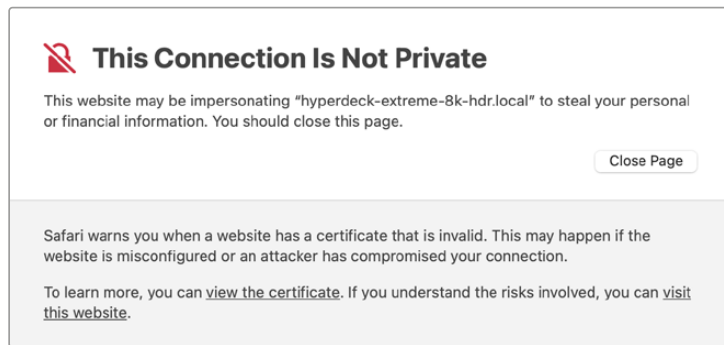 This Connection Is Not Private
This website may be impersonating “hyperdeck-extreme-8k-hdr.local” to steal your personal
or financial information. You should close this page.
Close Page
Safari warns you when a website has a certificate that is invalid. This may happen if the
website is misconfigured or an attacker has compromised your connection.
To learn more, you can view the certificate. If you understand the risks involved, you can visit
this website.